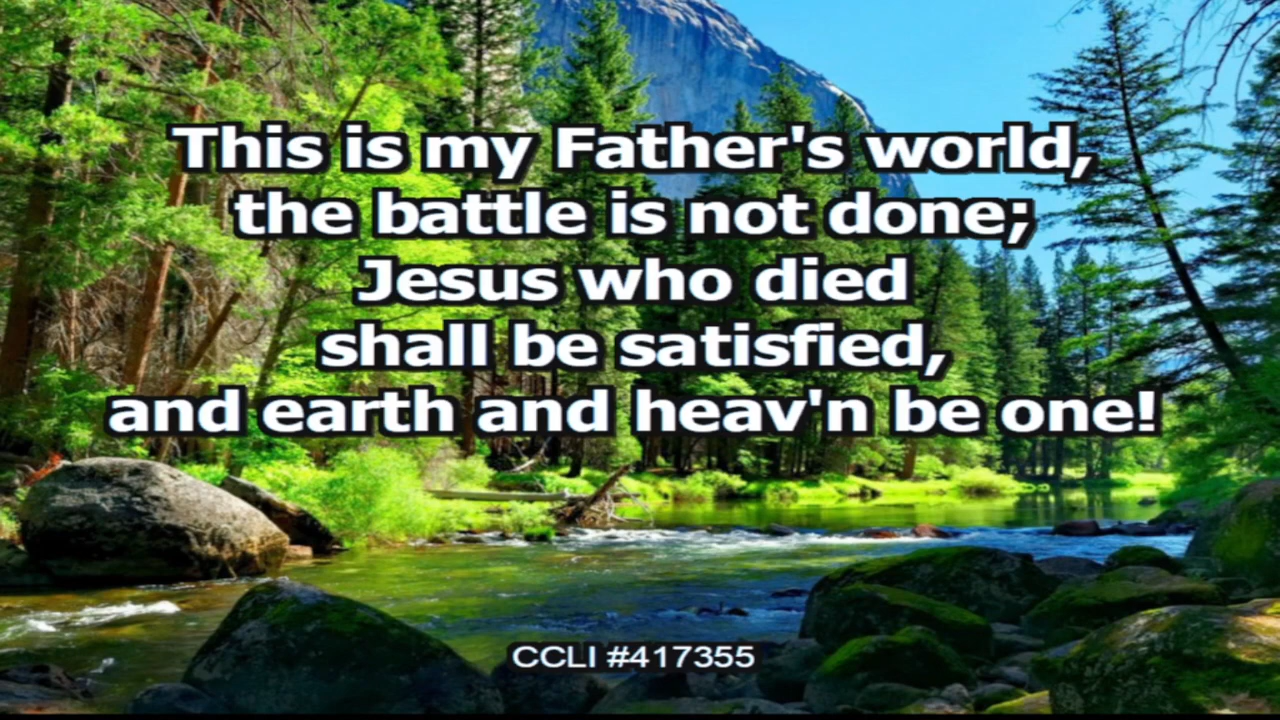 This is my Father's world,
the battle is not done;
Jesus who died
shall be satisfied,
and earth and heav'n be one!
CCLI #417355